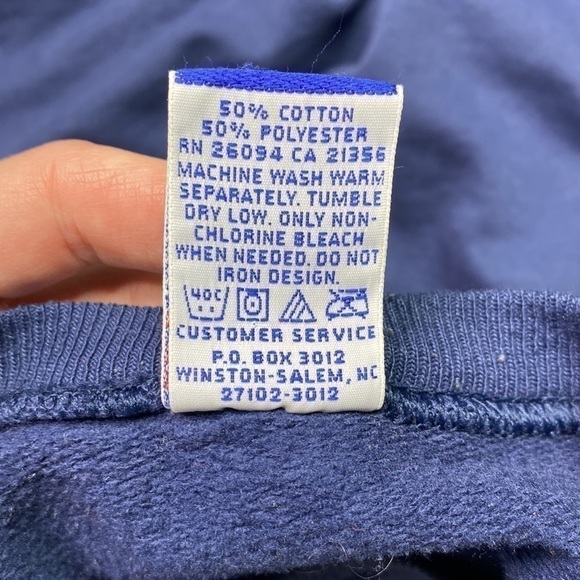 50% COTTON
50% POLYESTER
RN 26094 CA 21356
MACHINE WASH WARM
SEPARATELY. TUMBLE
DRY LOW. ONLY NON-
CHLORINE BLEACH
WHEN NEEDED. DO NOT
IRON DESIGN.
40C
CUSTOMER SERVICE
P.O. BOX 3012
WINSTON-SALEM, NC
27102-3012